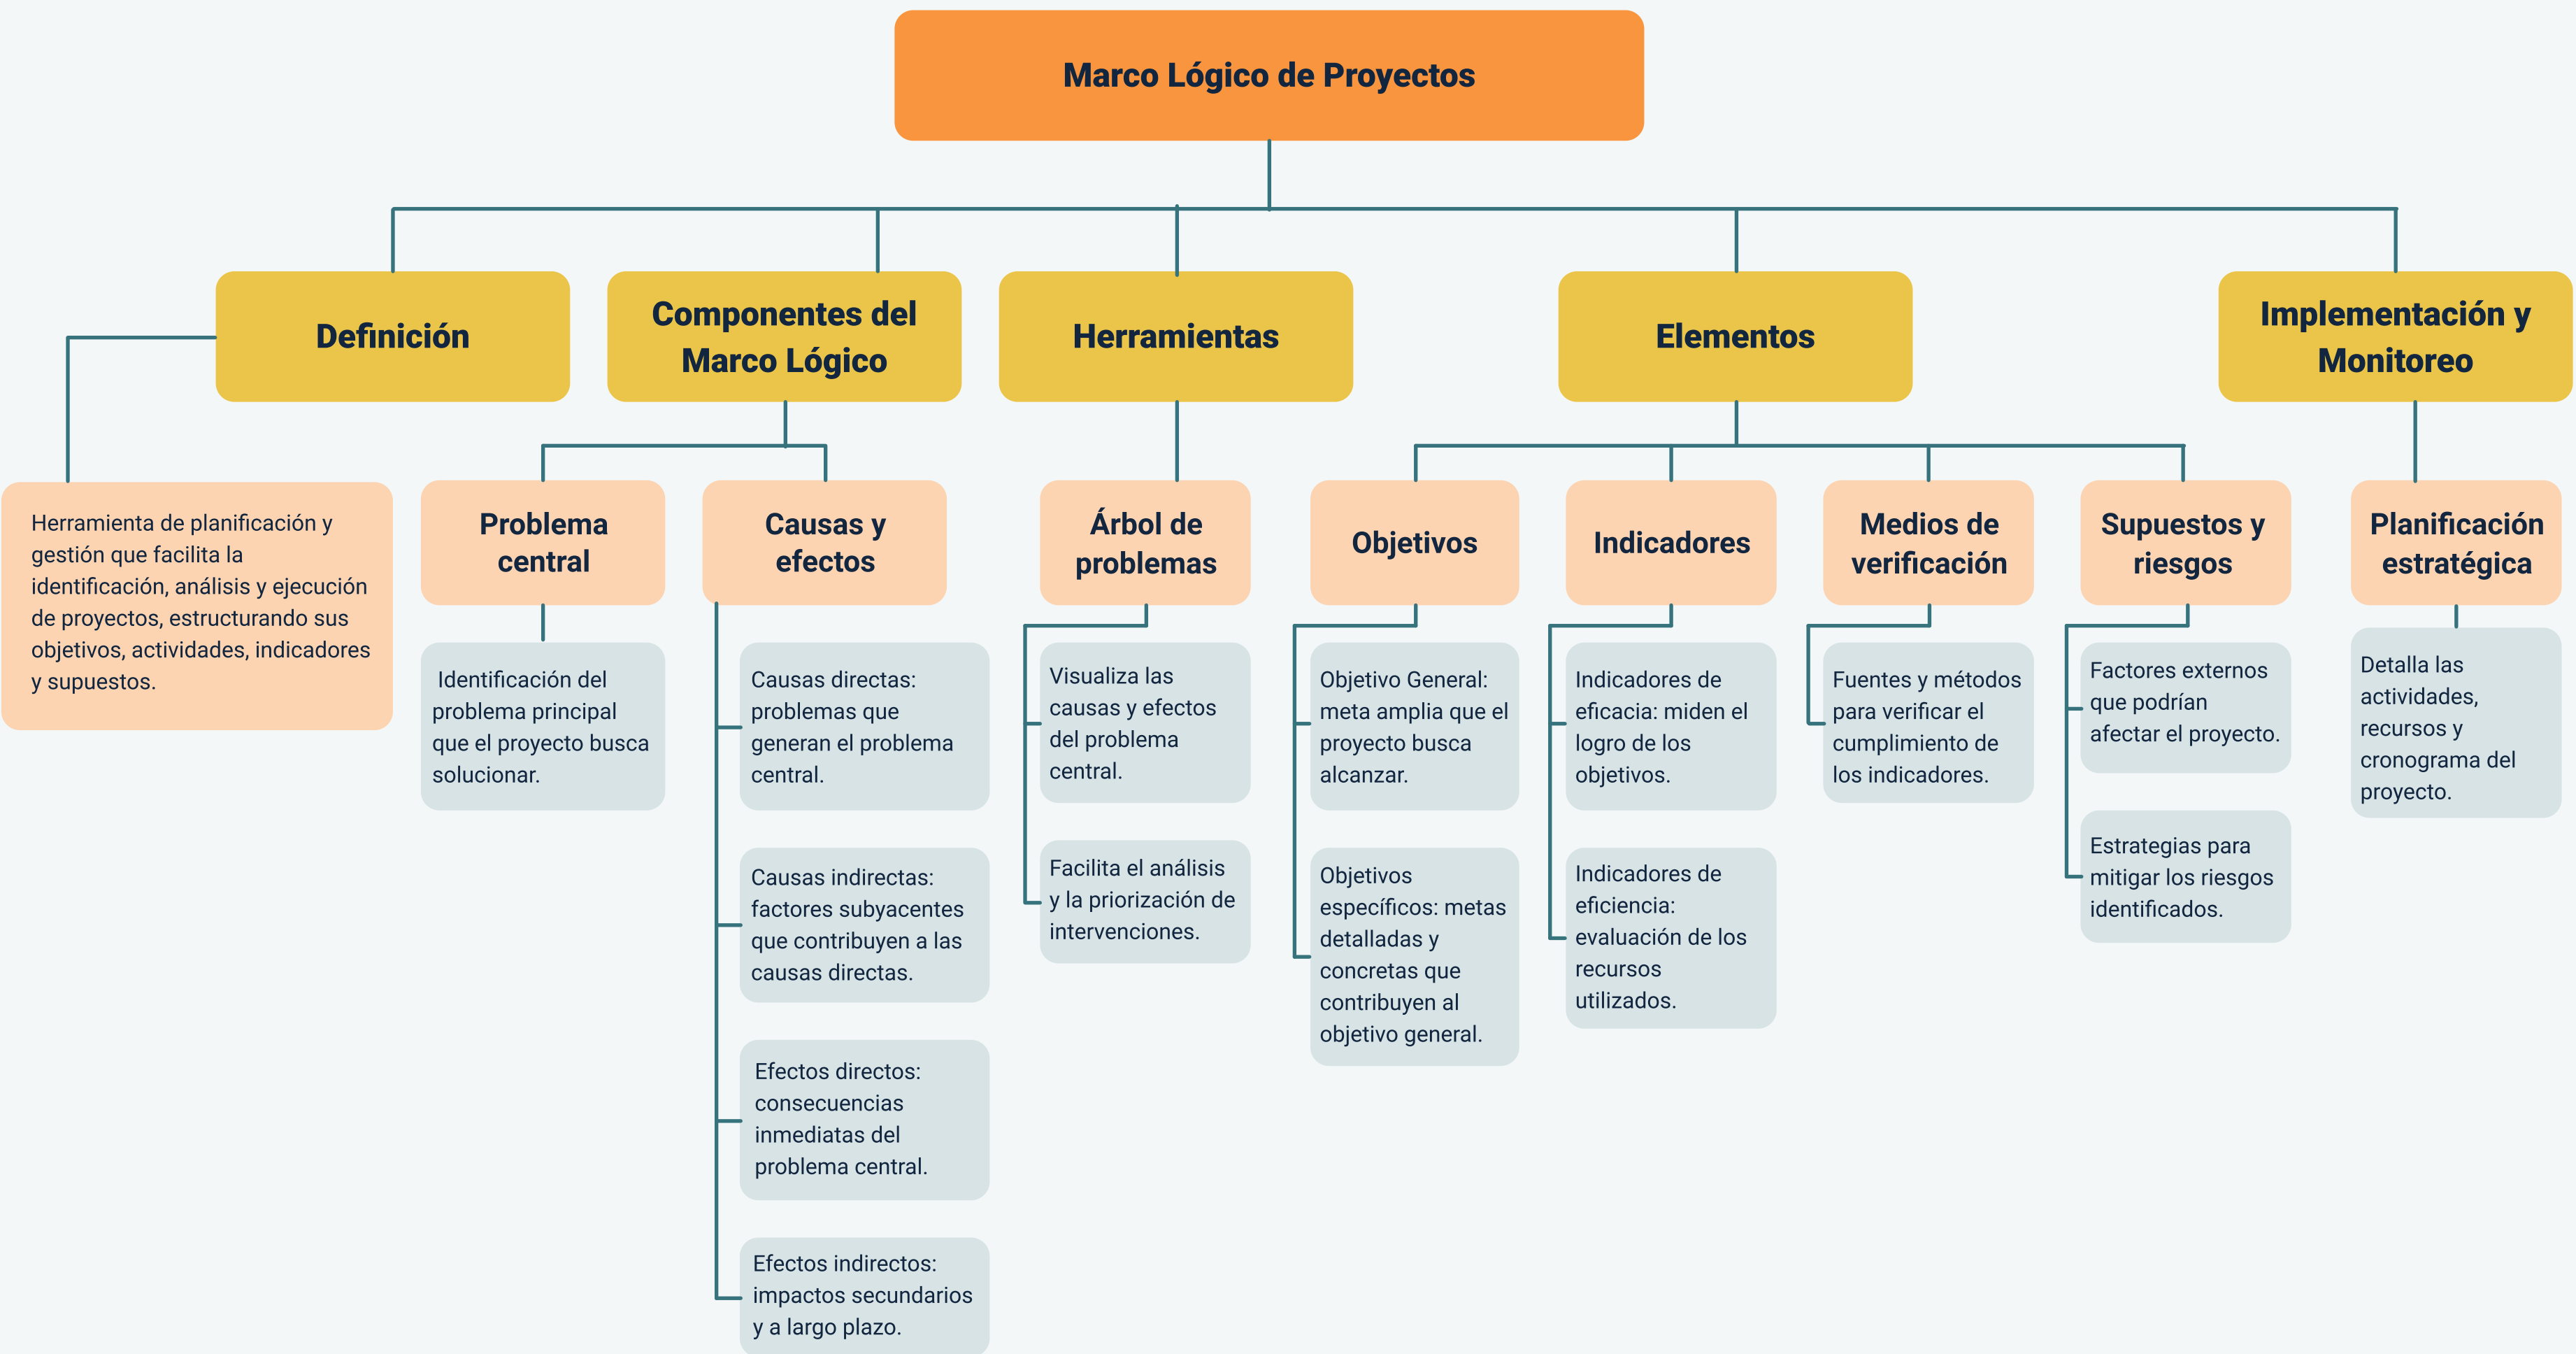 Marco Lógico de Proyectos
Definición
Componentes del
Marco Lógico
Herramientas
Elementos
Implementación y
Monitoreo
Herramienta de planificación y
gestión que facilita la
identificación, análisis y ejecución
de proyectos, estructurando sus
objetivos, actividades, indicadores
y supuestos.
Problema
central
Identificación del
problema principal
que el proyecto busca
solucionar.
Causas y
efectos
Causas directas:
problemas que
generan el problema
central.
Causas indirectas:
factores subyacentes
que contribuyen a las
causas directas.
Efectos directos:
consecuencias
inmediatas del
problema central.
Efectos indirectos:
impactos secundarios
y a largo plazo.
Árbol de
problemas
Visualiza las
causas y efectos
del problema
central.
Facilita el análisis
y la priorización de
intervenciones.
Objetivos
Objetivo General:
meta amplia que el
proyecto busca
alcanzar.
Objetivos
específicos: metas
detalladas y
concretas que
contribuyen al
objetivo general.
Indicadores
Indicadores de
eficacia: miden el
logro de los
objetivos.
Indicadores de
eficiencia:
evaluación de los
recursos
utilizados.
Medios de
verificación
Fuentes y métodos
para verificar el
cumplimiento de
los indicadores.
Supuestos y
riesgos
Factores externos
que podrían
afectar el proyecto.
Estrategias para
mitigar los riesgos
identificados.
Planificación
estratégica
Detalla las
actividades,
recursos y
cronograma del
proyecto.